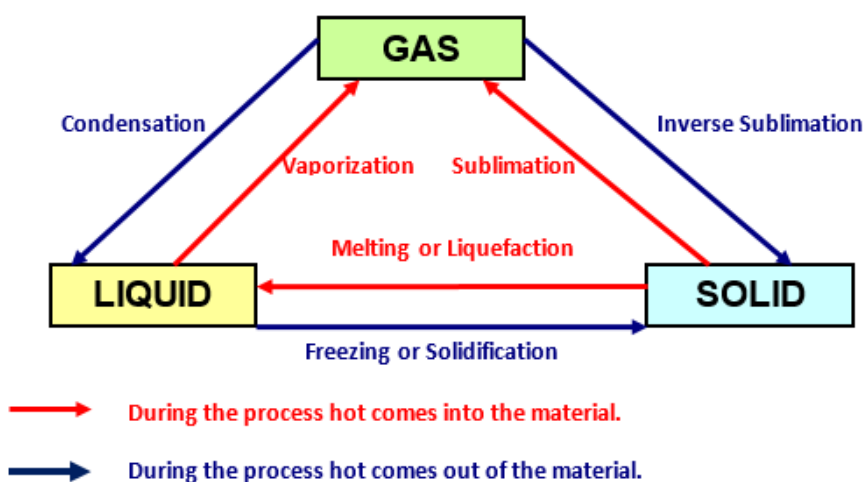 GAS
Condensation
Inverse Sublimation
Vaporization
Sublimation
Melting or Liquefaction
LIQUID
SOLID
Freezing or Solidification
During the process hot comes into the material.
During the process hot comes out of the material.